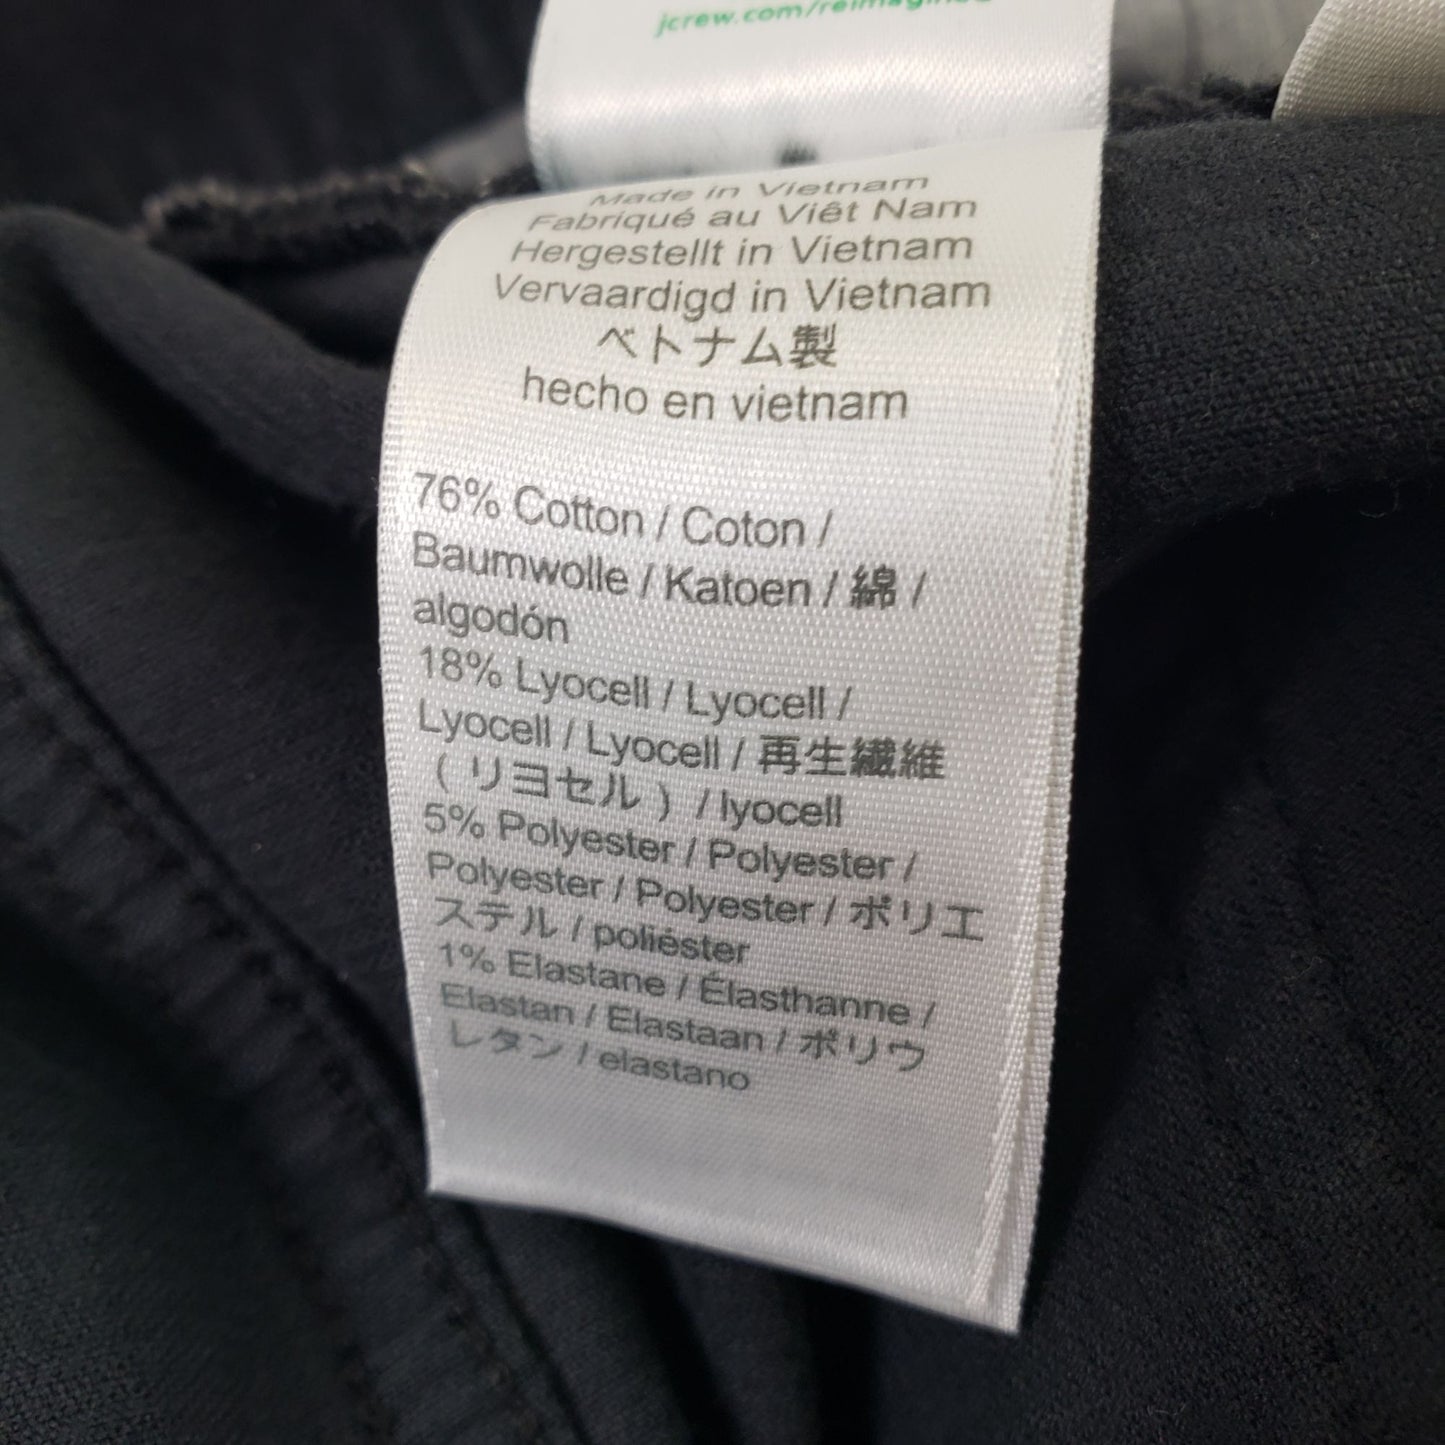 jcrew.com/reimagined
Made in Vietnam
Fabriqué au Viêt Nam
Hergestellt in Vietnam
Vervaardigd in Vietnam
ベトナム製
hecho en vietnam
76% Cotton / Coton /
Baumwolle / Katoen / 綿 /
algodón
18% Lyocell / Lyocell /
Lyocell / Lyocell / 再生繊維
( リヨセル ) / lyocell
5% Polyester / Polyester /
Polyester / Polyester / ポリエ
ステル / poliéster
1% Elastane / Élasthanne /
Elastan / Elastaan / ポリウ
レタン / elastano